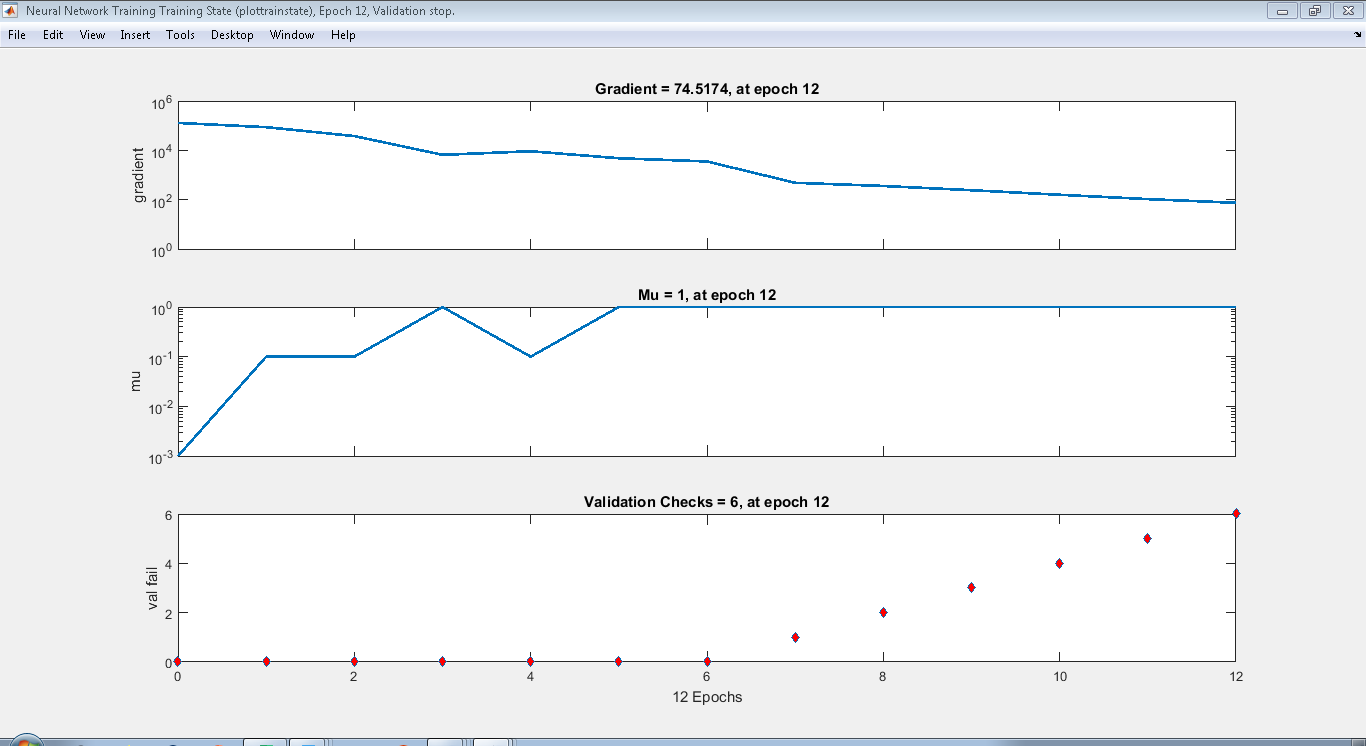 Neural Network Training Training State (plottrainstate), Epoch 12, Validation stop.
File Edit View Insert Tools Desktop Window Help
Gradient = 74.5174, at epoch 12
10^6
10^4
10^2
10^0
gradient
Mu = 1, at epoch 12
10^0
10^-1
10^-2
10^-3
mu
Validation Checks = 6, at epoch 12
6
4
2
0
val fail
0 2 4 6 8 10 12
12 Epochs